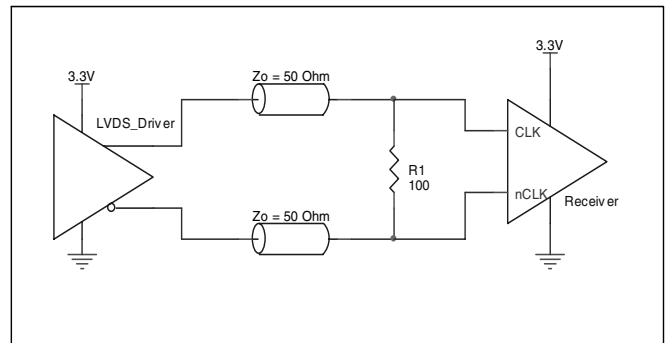 3.3V
LVDS_Driver
Zo = 50 Ohm
Zo = 50 Ohm
R1
100
3.3V
CLK
nCLK
Receiver